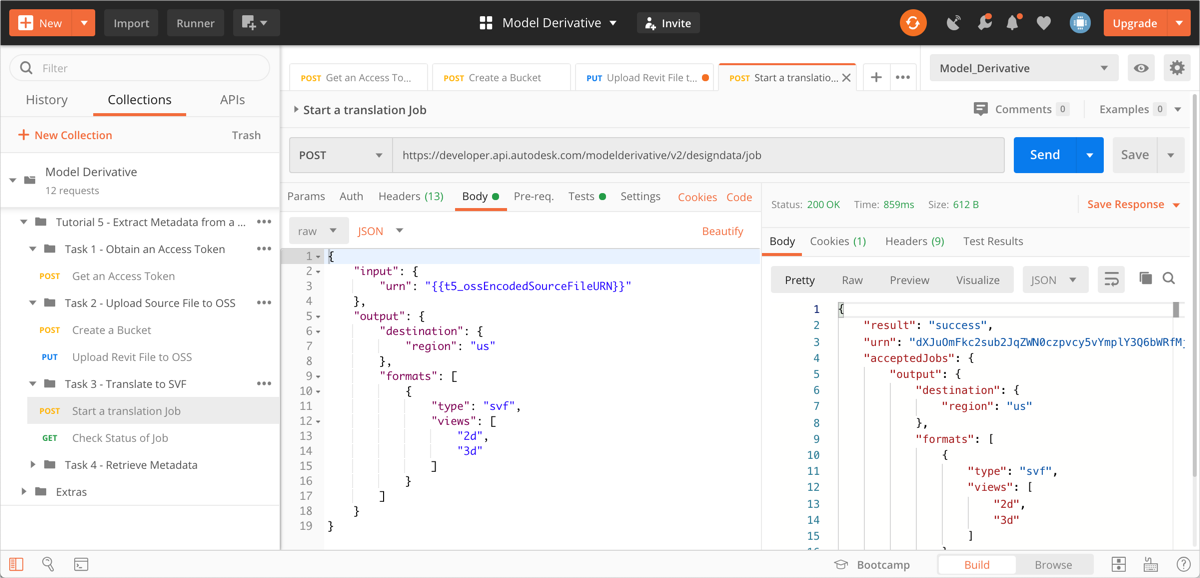 New Import Runner Model Derivative Invite Upgrade
Filter
History Collections APIs
New Collection Trash
Model Derivative
12 requests
Tutorial 5 - Extract Metadata from a ...
Task 1 - Obtain an Access Token
POST Get an Access Token
Task 2 - Upload Source File to OSS
POST Create a Bucket
PUT Upload Revit File to OSS
Task 3 - Translate to SVF
POST Start a translation Job
GET Check Status of Job
Task 4 - Retrieve Metadata
Extras
POST Get an Access To... POST Create a Bucket PUT Upload Revit File t... POST Start a translatio... Model_Derivative
Start a translation Job Comments 0 Examples 0
POST https://developer.api.autodesk.com/modelderivative/v2/designdata/job Send Save
Params Auth Headers (13) Body Pre-req. Tests Settings Cookies Code
raw JSON Beautify
1 {
2 "input": {
3 "urn": "{{t5_ossEncodedSourceFileURN}}"
4 },
5 "output": {
6 "destination": {
7 "region": "us"
8 },
9 "formats": [
10 {
11 "type": "svf",
12 "views": [
13 "2d",
14 "3d"
15 ]
16 }
17 ]
18 }
19 }
Status: 200 OK Time: 859ms Size: 612 B Save Response
Body Cookies (1) Headers (9) Test Results
Pretty Raw Preview Visualize JSON
1 {
2 "result": "success",
3 "urn": "dXJuOmFkc2sub2JqZWN0czpvcy5vYmplY3Q6bWRfM
4 "acceptedJobs": {
5 "output": {
6 "destination": {
7 "region": "us"
8 },
9 "formats": [
10 {
11 "type": "svf",
12 "views": [
13 "2d",
14 "3d"
15 ]
Bootcamp Build Browse